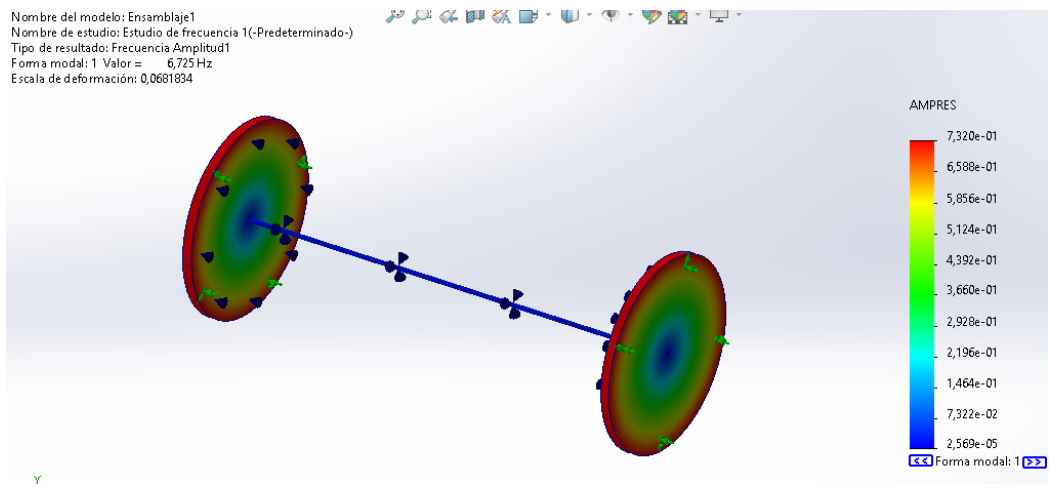 Nombre del modelo: Ensamblaje1
Nombre de estudio: Estudio de frecuencia 1(-Predeterminado-)
Tipo de resultado: Frecuencia Amplitud1
Forma modal: 1 Valor = 6,725 Hz
Escala de deformación: 0,0681834
AMPRES
7,320e-01
6,588e-01
5,856e-01
5,124e-01
4,392e-01
3,660e-01
2,928e-01
2,196e-01
1,464e-01
7,322e-02
2,569e-05
<< Forma modal: 1 >>
Y